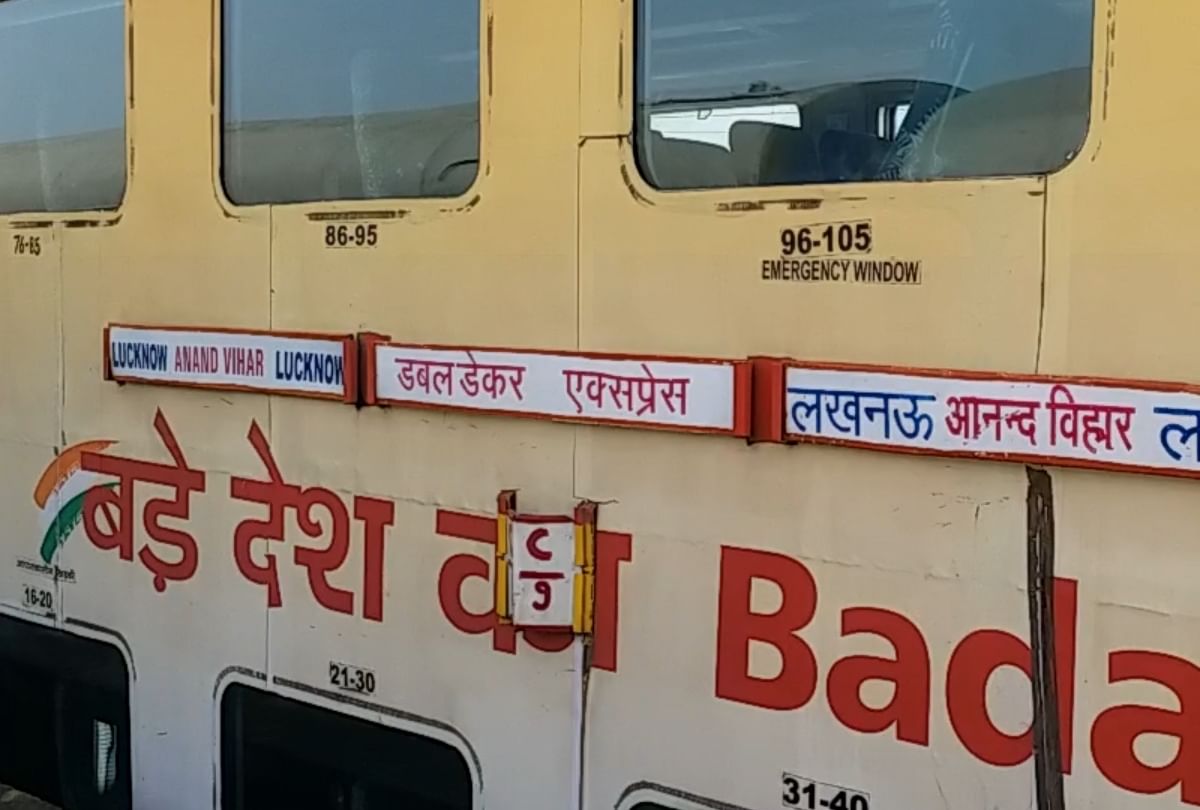 76-85
86-95
96-105
EMERGENCY WINDOW
LUCKNOW ANAND VIHAR LUCKNOW
डबल डेकर एक्सप्रेस
लखनऊ आनन्द विहार ल
बड़े देश का Bada
C
9
16-20
21-30
31-40